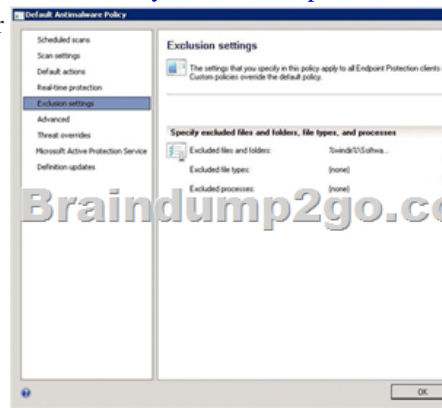 r
Default Antimalware Policy
Scheduled scans
Scan settings
Default actions
Real-time protection
Exclusion settings
Advanced
Threat overrides
Microsoft Active Protection Service
Definition updates
Exclusion settings
The settings that you specify in this policy apply to all Endpoint Protection clients
Custom policies override the default policy.
Specify excluded files and folders, file types, and processes
Excluded files and folders: %windir%\Softwa...
Excluded file types: (none)
Excluded processes: (none)
Braindump2go.co
OK